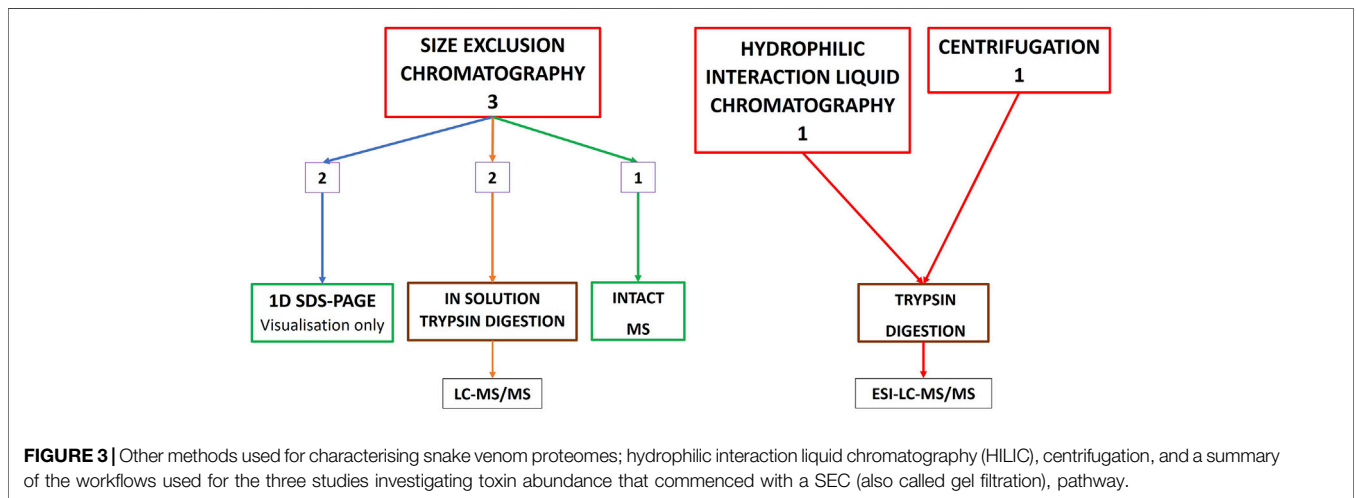 SIZE EXCLUSION
CHROMATOGRAPHY
3
HYDROPHILIC
INTERACTION LIQUID
CHROMATOGRAPHY
1
CENTRIFUGATION
1
2
2
1
1D SDS-PAGE
Visualisation only
IN SOLUTION
TRYPSIN DIGESTION
INTACT
MS
TRYPSIN
DIGESTION
LC-MS/MS
ESI-LC-MS/MS
FIGURE 3 | Other methods used for characterising snake venom proteomes; hydrophilic interaction liquid chromatography (HILIC), centrifugation, and a summary
of the workflows used for the three studies investigating toxin abundance that commenced with a SEC (also called gel filtration), pathway.